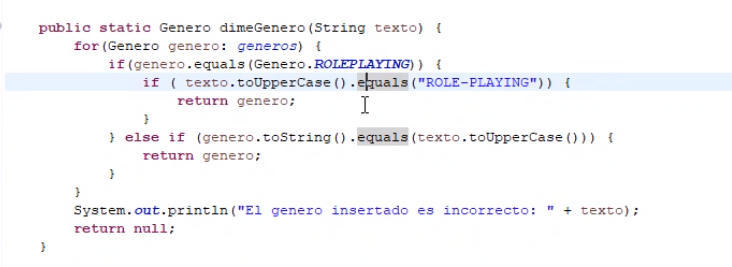 public static Genero dimeGenero(String texto) {
for(Genero genero: generos) {
if(genero.equals(Genero.ROLEPLAYING)) {
if ( texto.toUpperCase().equals("ROLE-PLAYING")) {
return genero;
}
} else if (genero.toString().equals(texto.toUpperCase())) {
return genero;
}
}
System.out.println("El genero insertado es incorrecto: " + texto);
return null;
}